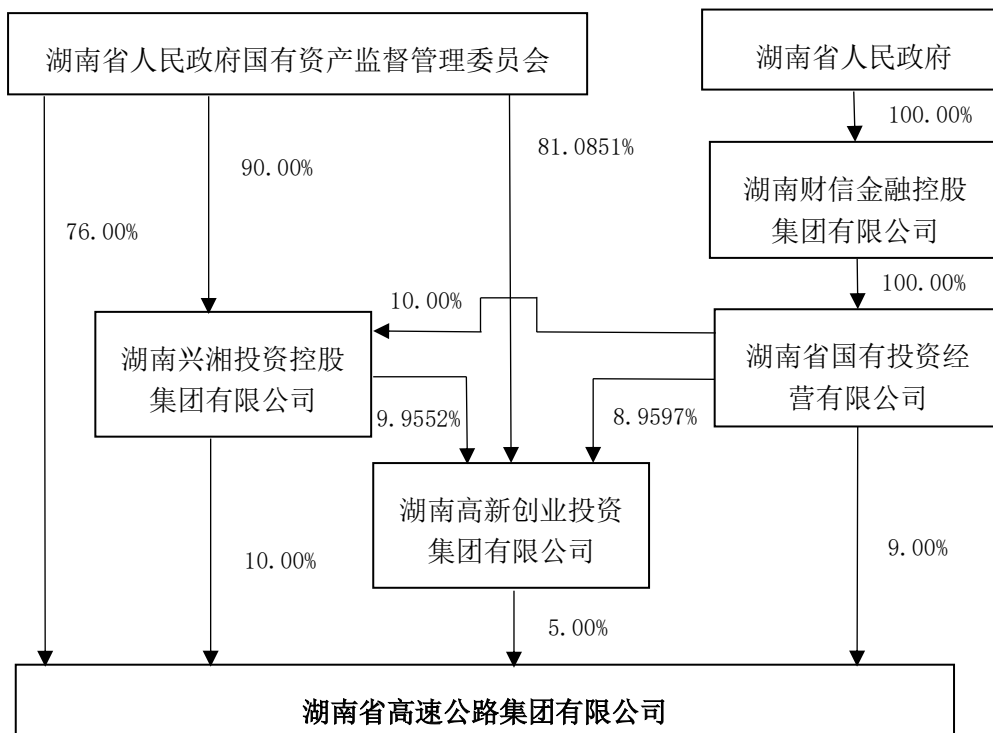 湖南省人民政府国有资产监督管理委员会
湖南省人民政府
100.00%
81.0851%
90.00%
湖南财信金融控股
集团有限公司
76.00%
100.00%
10.00%
湖南兴湘投资控股
集团有限公司
湖南省国有投资经
营有限公司
9.9552%
8.9597%
湖南高新创业投资
集团有限公司
10.00%
9.00%
5.00%
湖南省高速公路集团有限公司